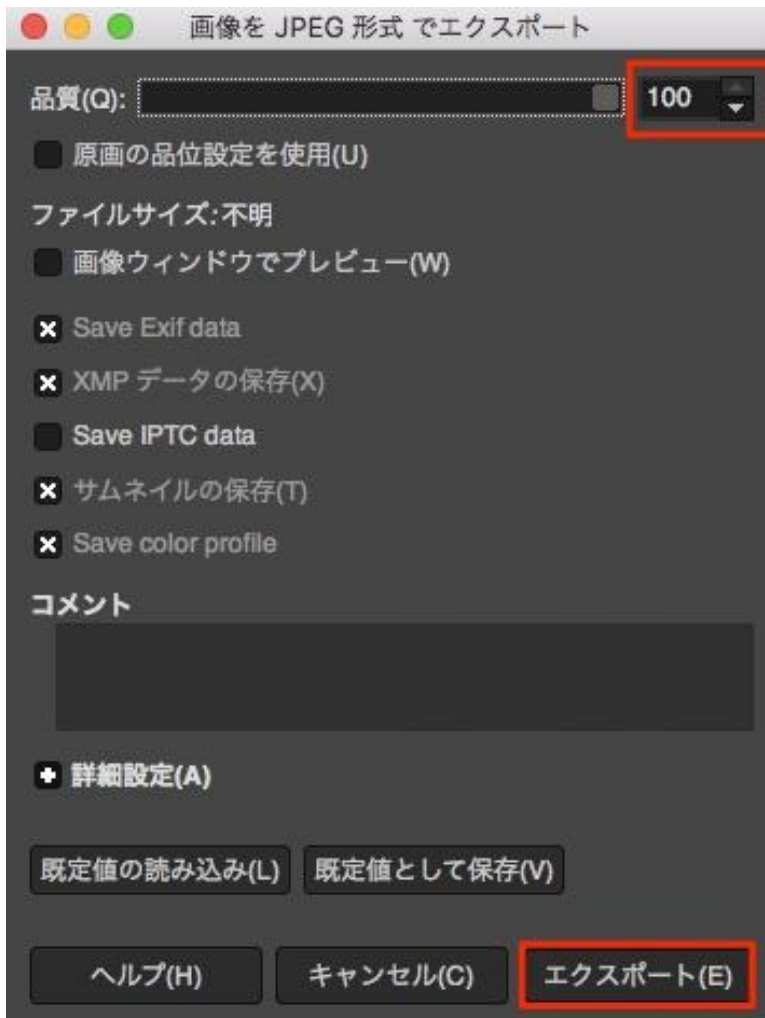 画像を JPEG 形式 でエクスポート
品質(Q): 100
原画の品位設定を使用(U)
ファイルサイズ:不明
画像ウィンドウでプレビュー(W)
Save Exif data
XMP データの保存(X)
Save IPTC data
サムネイルの保存(T)
Save color profile
コメント
詳細設定(A)
既定値の読み込み(L) 既定値として保存(V)
ヘルプ(H) キャンセル(C) エクスポート(E)